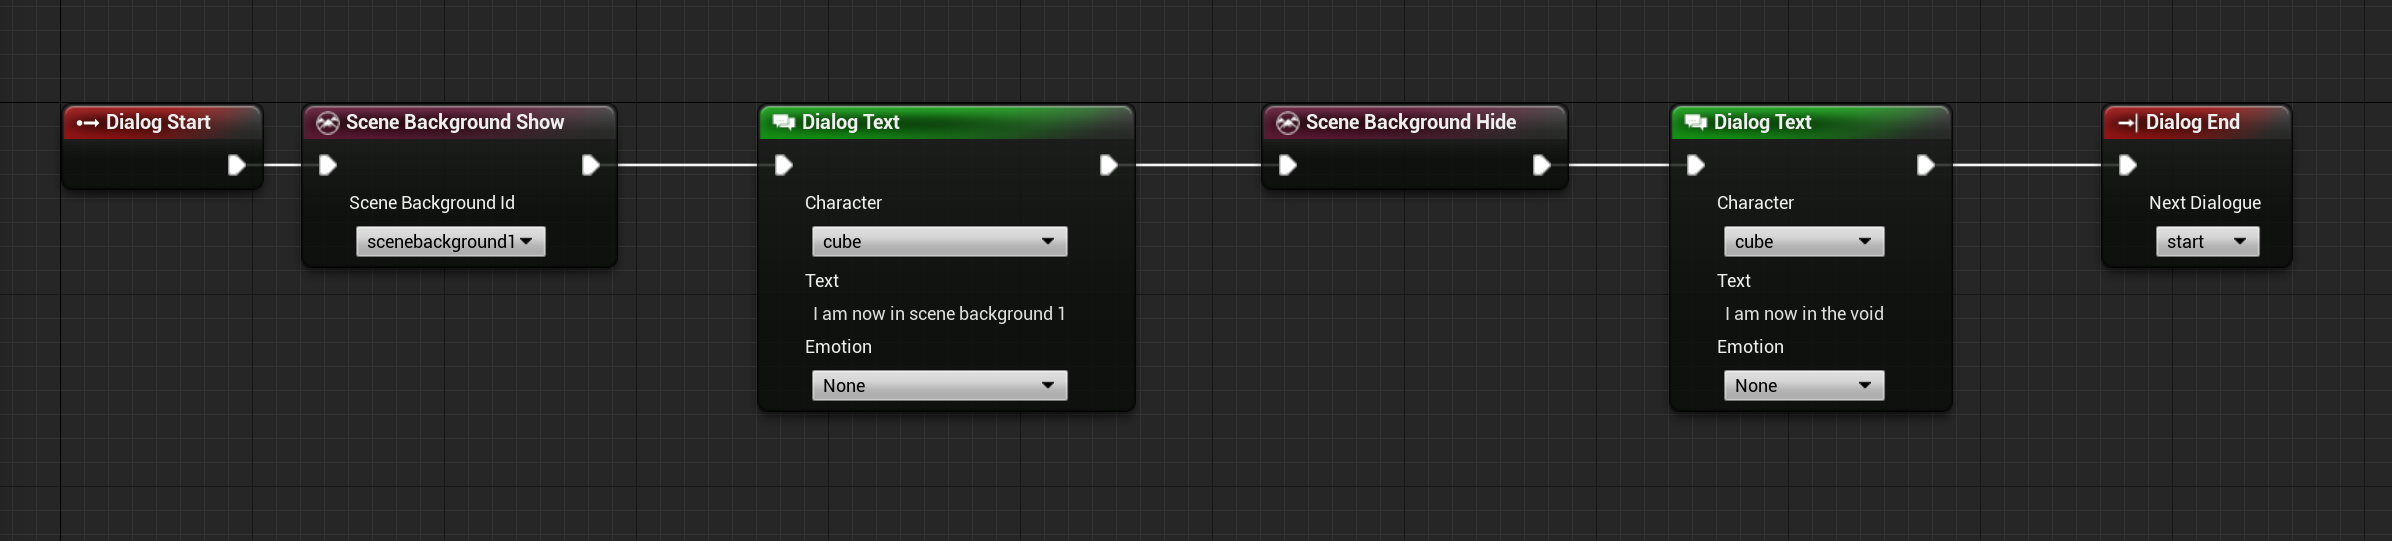 Dialog Start
Scene Background Show
Scene Background Id
scenebackground1
Dialog Text
Character
cube
Text
I am now in scene background 1
Emotion
None
Scene Background Hide
Dialog Text
Character
cube
Text
I am now in the void
Emotion
None
Dialog End
Next Dialogue
start